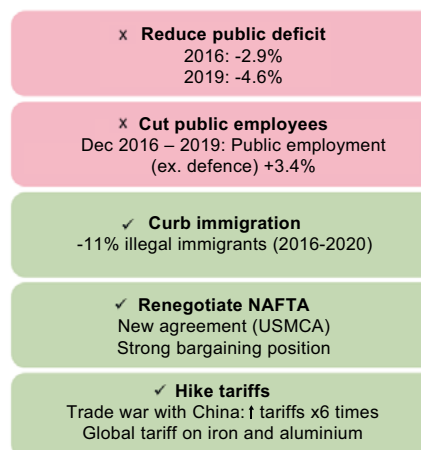 x Reduce public deficit
2016: -2.9%
2019: -4.6%
x Cut public employees
Dec 2016 – 2019: Public employment
(ex. defence) +3.4%
✓ Curb immigration
-11% illegal immigrants (2016-2020)
✓ Renegotiate NAFTA
New agreement (USMCA)
Strong bargaining position
✓ Hike tariffs
Trade war with China: ↑ tariffs x6 times
Global tariff on iron and aluminium